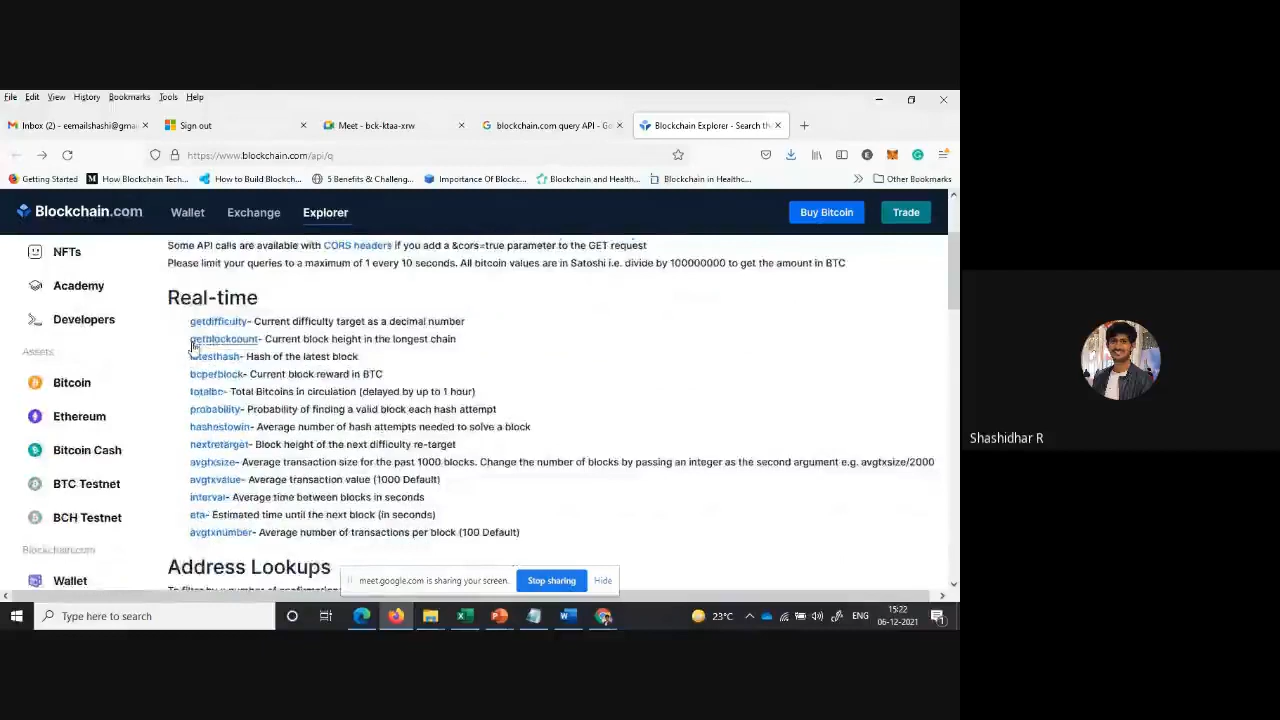 File Edit View History Bookmarks Tools Help
Inbox (2) - eemailshashi@gma
Sign out
Meet - bck-ktaa-xrw
blockchain.com query API - Go
Blockchain Explorer - Search th
https://www.blockchain.com/api/q
Getting Started
How Blockchain Tech...
How to Build Blockch...
5 Benefits & Challeng...
Importance Of Blockc...
Blockchain and Health...
Blockchain in Healthc...
Other Bookmarks
Blockchain.com Wallet Exchange Explorer Buy Bitcoin Trade
NFTs
Academy
Developers
Assets
Bitcoin
Ethereum
Bitcoin Cash
BTC Testnet
BCH Testnet
Blockchain.com
Wallet
Some API calls are available with CORS headers if you add a &cors=true parameter to the GET request
Please limit your queries to a maximum of 1 every 10 seconds. All bitcoin values are in Satoshi i.e. divide by 100000000 to get the amount in BTC
Real-time
getdifficulty- Current difficulty target as a decimal number
getblockcount- Current block height in the longest chain
latesthash- Hash of the latest block
bcperblock- Current block reward in BTC
totalbc- Total Bitcoins in circulation (delayed by up to 1 hour)
probability- Probability of finding a valid block each hash attempt
hashestowin- Average number of hash attempts needed to solve a block
nextretarget- Block height of the next difficulty re-target
avgtxsize- Average transaction size for the past 1000 blocks. Change the number of blocks by passing an integer as the second argument e.g. avgtxsize/2000
avgtxvalue- Average transaction value (1000 Default)
interval- Average time between blocks in seconds
eta- Estimated time until the next block (in seconds)
avgtxnumber- Average number of transactions per block (100 Default)
Address Lookups
meet.google.com is sharing your screen. Stop sharing Hide
Type here to search
23°C
ENG
15:22
06-12-2021
Shashidhar R